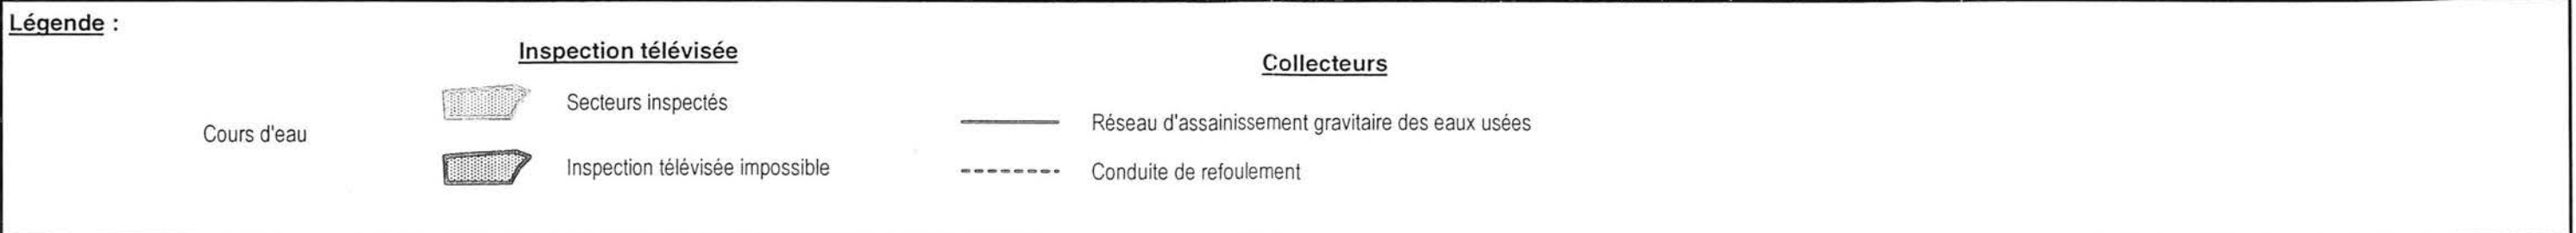 Légende :
Inspection télévisée
Collecteurs
Secteurs inspectés
Réseau d'assainissement gravitaire des eaux usées
Cours d'eau
Inspection télévisée impossible
Conduite de refoulement